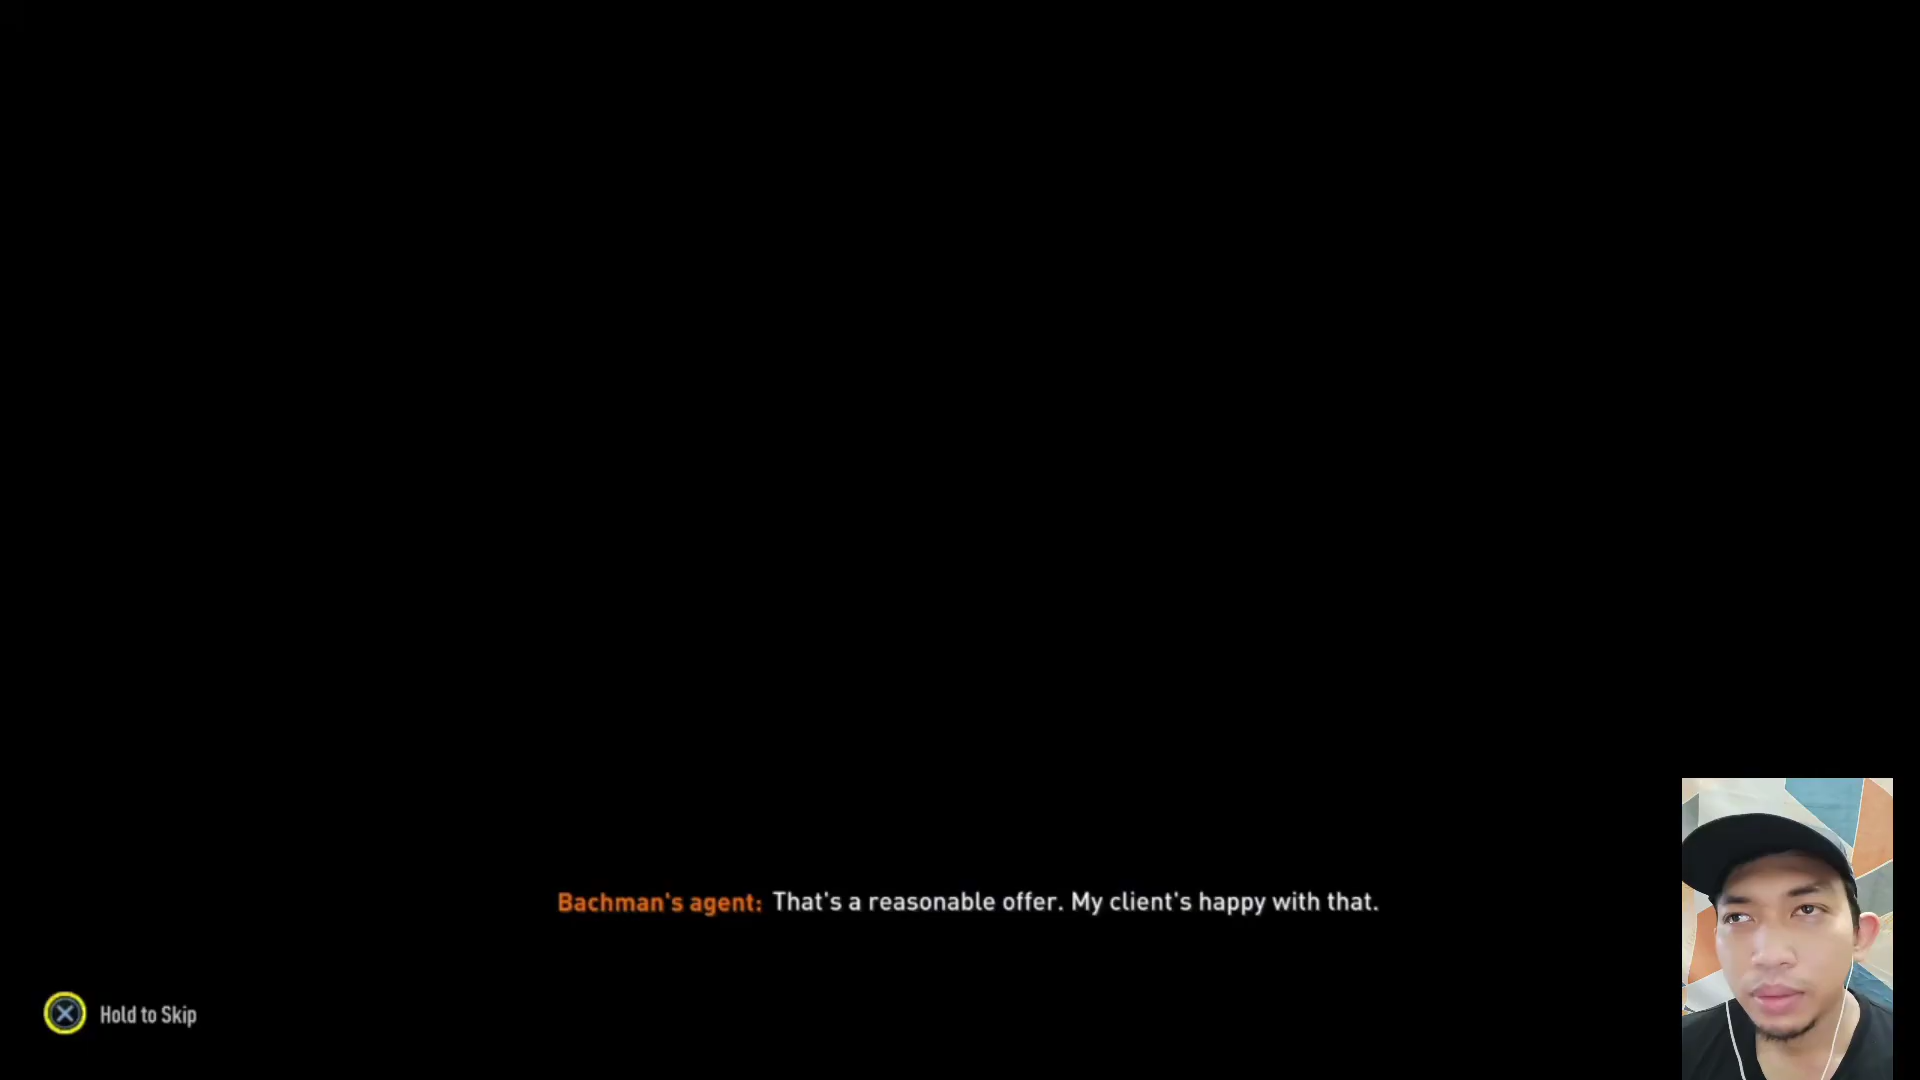 Bachman's agent: That's a reasonable offer. My client's happy with that.
Hold to Skip